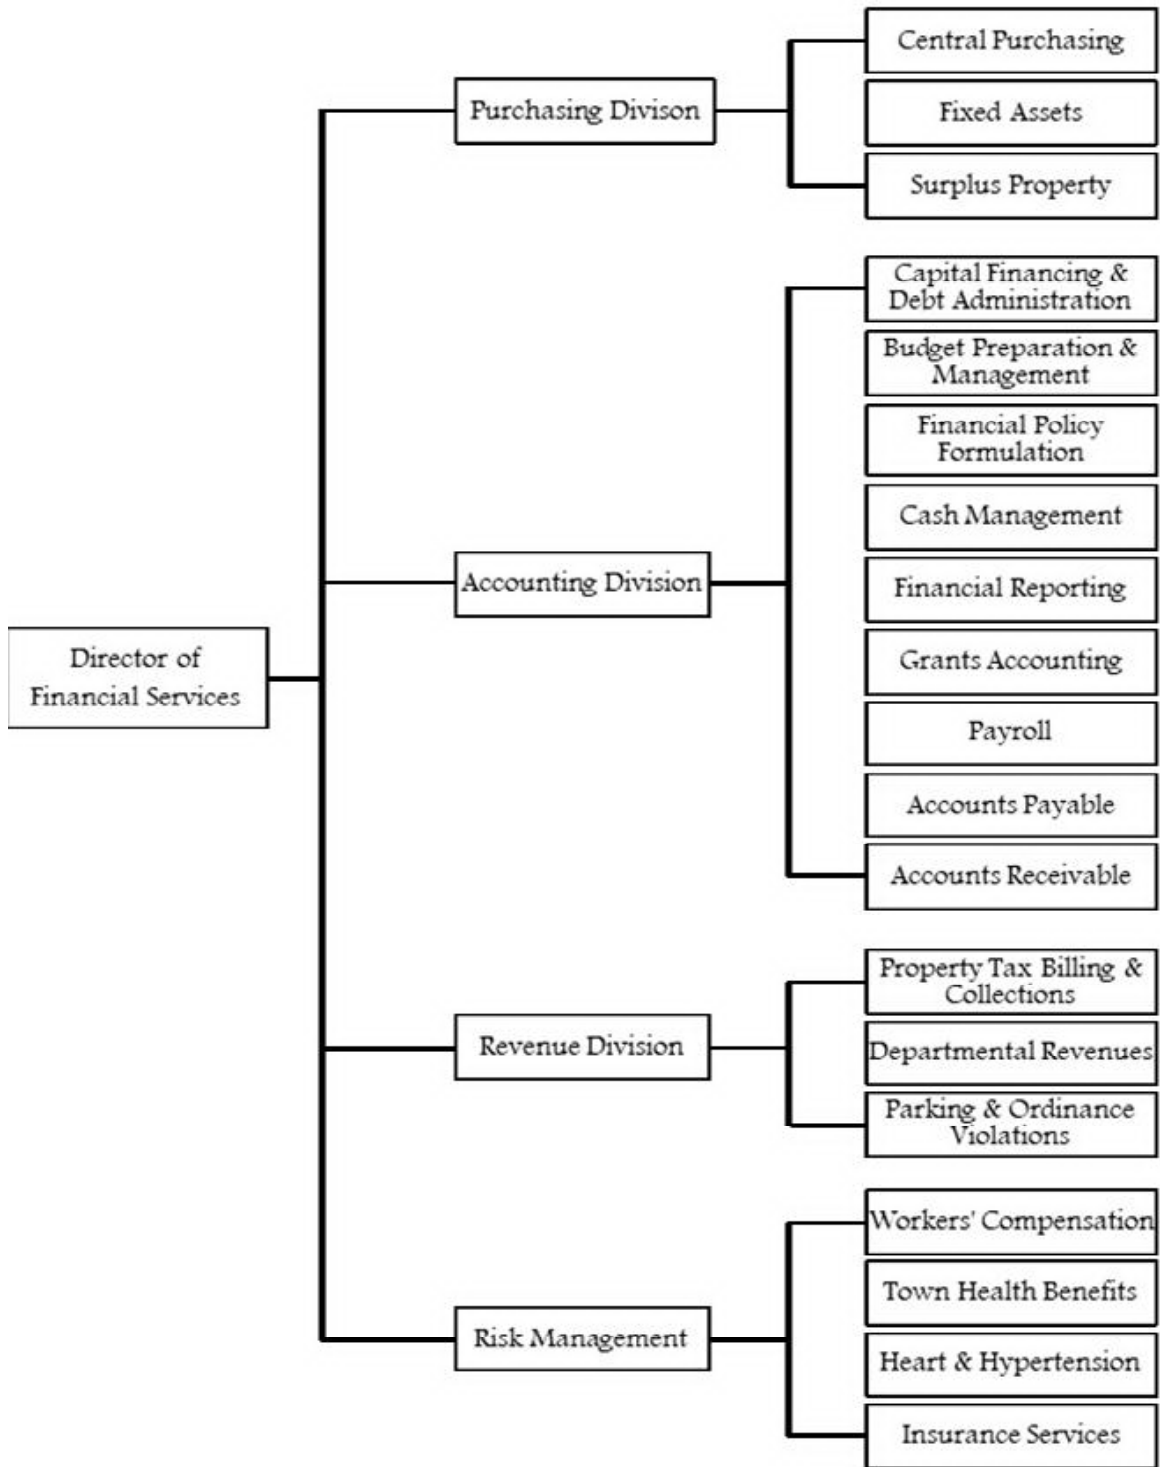 Central Purchasing
Purchasing Divison
Fixed Assets
Surplus Property
Capital Financing &
Debt Administration
Budget Preparation &
Management
Financial Policy
Formulation
Cash Management
Accounting Division
Financial Reporting
Director of
Financial Services
Grants Accounting
Payroll
Accounts Payable
Accounts Receivable
Property Tax Billing &
Collections
Revenue Division
Departmental Revenues
Parking & Ordinance
Violations
Workers' Compensation
Town Health Benefits
Risk Management
Heart & Hypertension
Insurance Services